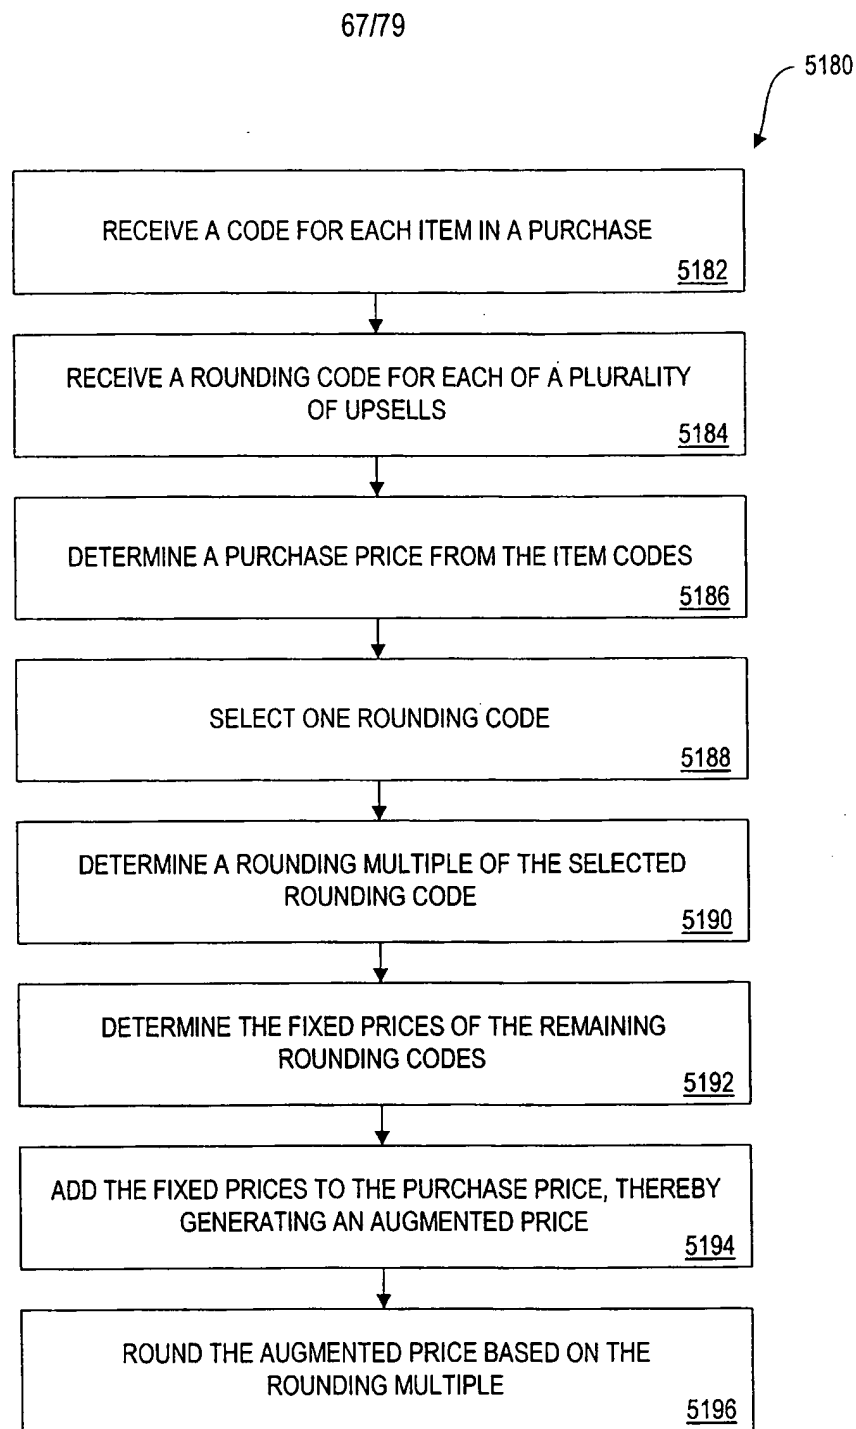 67/79
5180
RECEIVE A CODE FOR EACH ITEM IN A PURCHASE
5182
RECEIVE A ROUNDING CODE FOR EACH OF A PLURALITY
OF UPSELLS
5184
DETERMINE A PURCHASE PRICE FROM THE ITEM CODES
5186
SELECT ONE ROUNDING CODE
5188
DETERMINE A ROUNDING MULTIPLE OF THE SELECTED
ROUNDING CODE
5190
DETERMINE THE FIXED PRICES OF THE REMAINING
ROUNDING CODES
5192
ADD THE FIXED PRICES TO THE PURCHASE PRICE, THEREBY
GENERATING AN AUGMENTED PRICE
5194
ROUND THE AUGMENTED PRICE BASED ON THE
ROUNDING MULTIPLE
5196